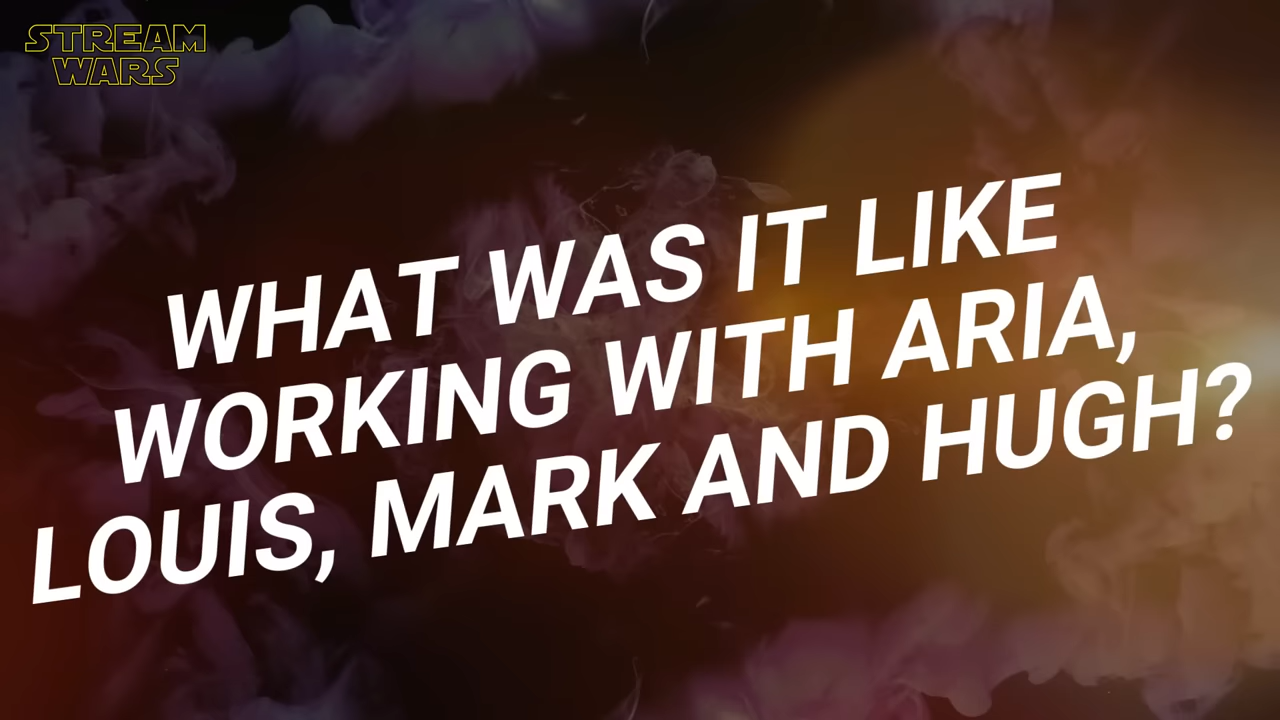 STREAM
WARS
WHAT WAS IT LIKE
WORKING WITH ARIA,
LOUIS, MARK AND HUGH?